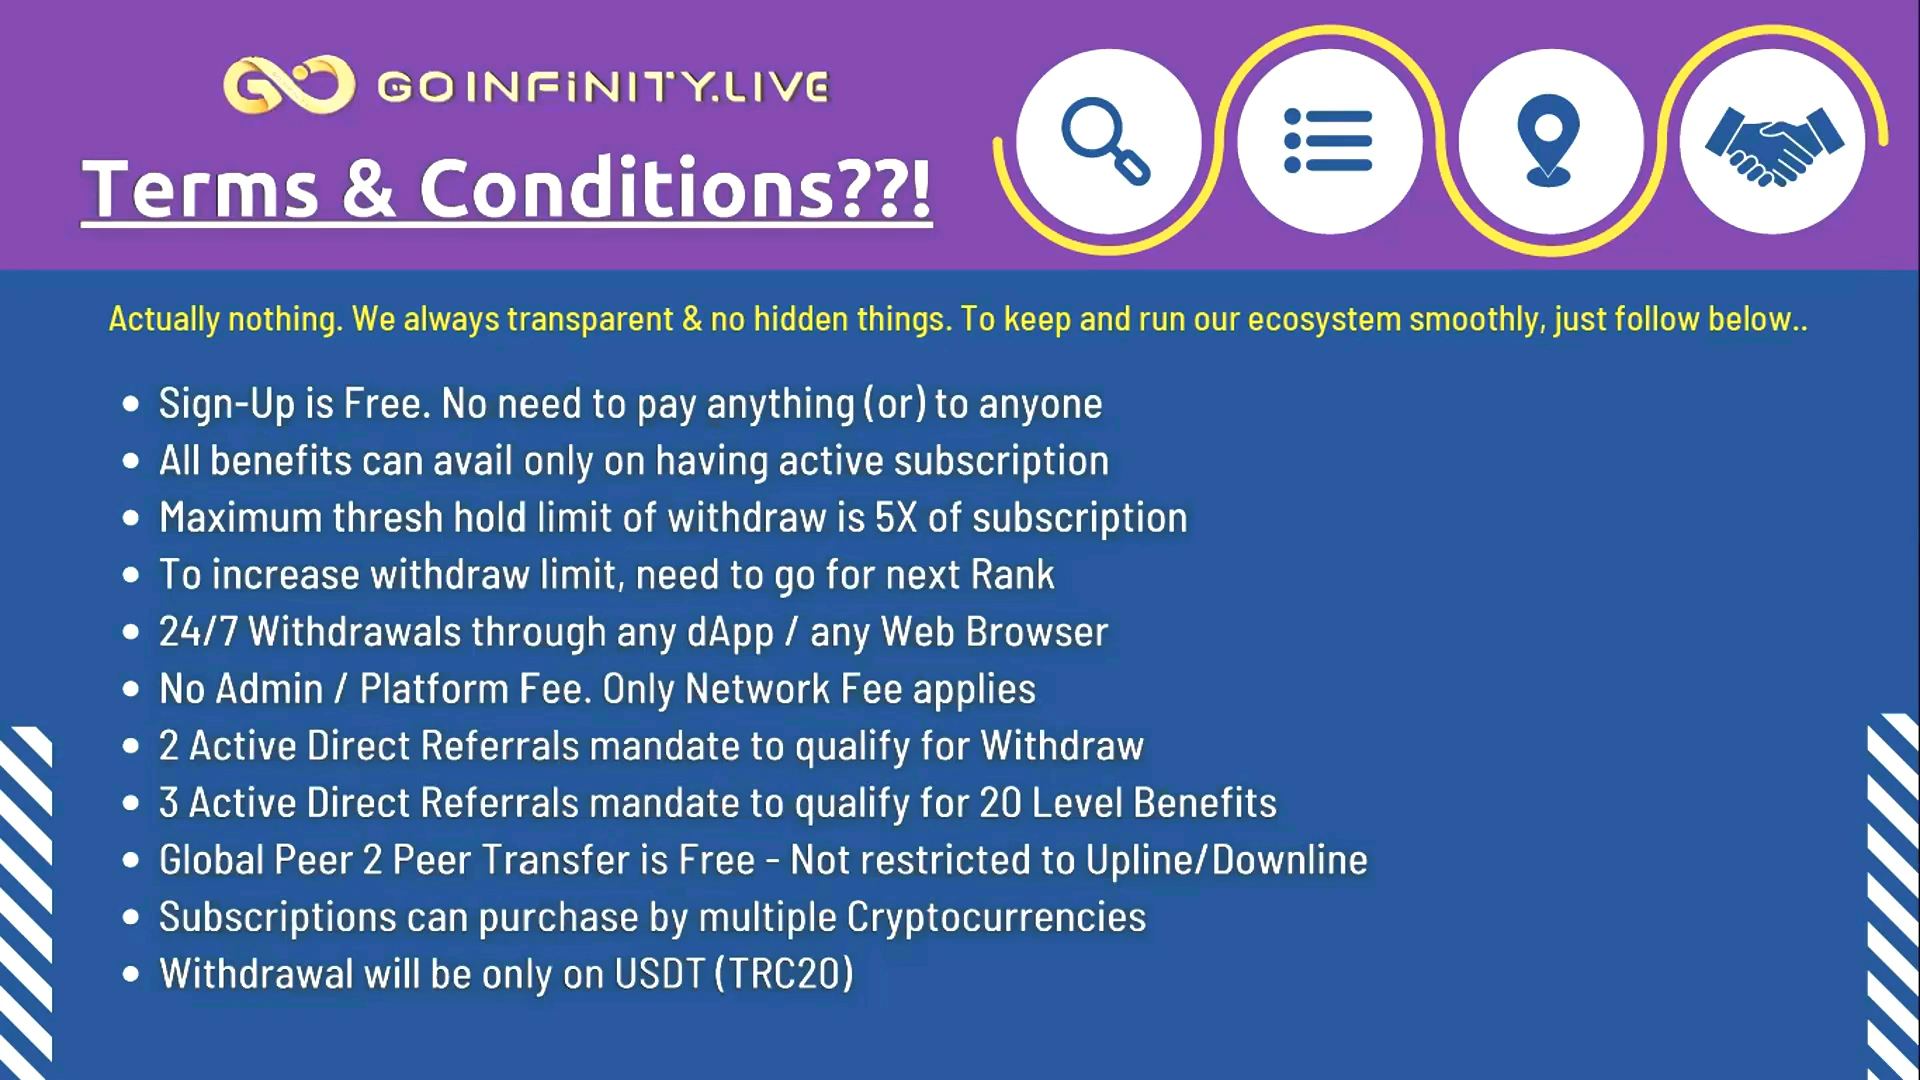 GOINFiNITY.LIVE
Terms & Conditions??!
Actually nothing. We always transparent & no hidden things. To keep and run our ecosystem smoothly, just follow below..
• Sign-Up is Free. No need to pay anything (or) to anyone
• All benefits can avail only on having active subscription
• Maximum thresh hold limit of withdraw is 5X of subscription
• To increase withdraw limit, need to go for next Rank
• 24/7 Withdrawals through any dApp / any Web Browser
• No Admin / Platform Fee. Only Network Fee applies
• 2 Active Direct Referrals mandate to qualify for Withdraw
• 3 Active Direct Referrals mandate to qualify for 20 Level Benefits
• Global Peer 2 Peer Transfer is Free - Not restricted to Upline/Downline
• Subscriptions can purchase by multiple Cryptocurrencies
• Withdrawal will be only on USDT (TRC20)